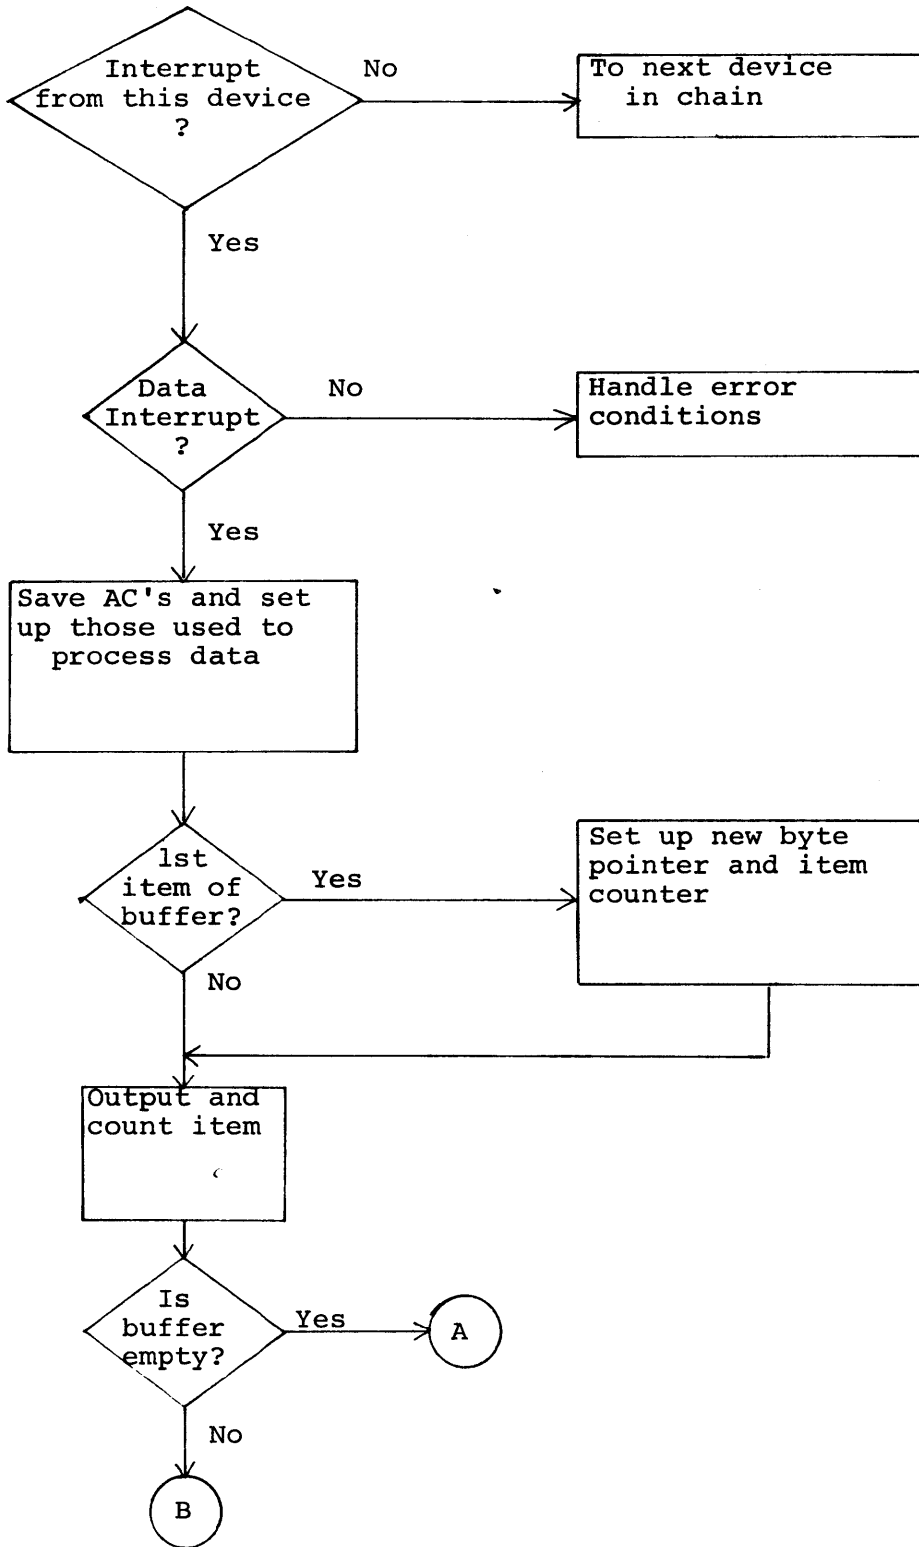 Interrupt
from this device
?
No
To next device
in chain
Yes
Data
Interrupt
?
No
Handle error
conditions
Yes
Save AC's and set
up those used to
process data
1st
item of
buffer?
Yes
Set up new byte
pointer and item
counter
No
Output and
count item
Is
buffer
empty?
Yes
A
No
B